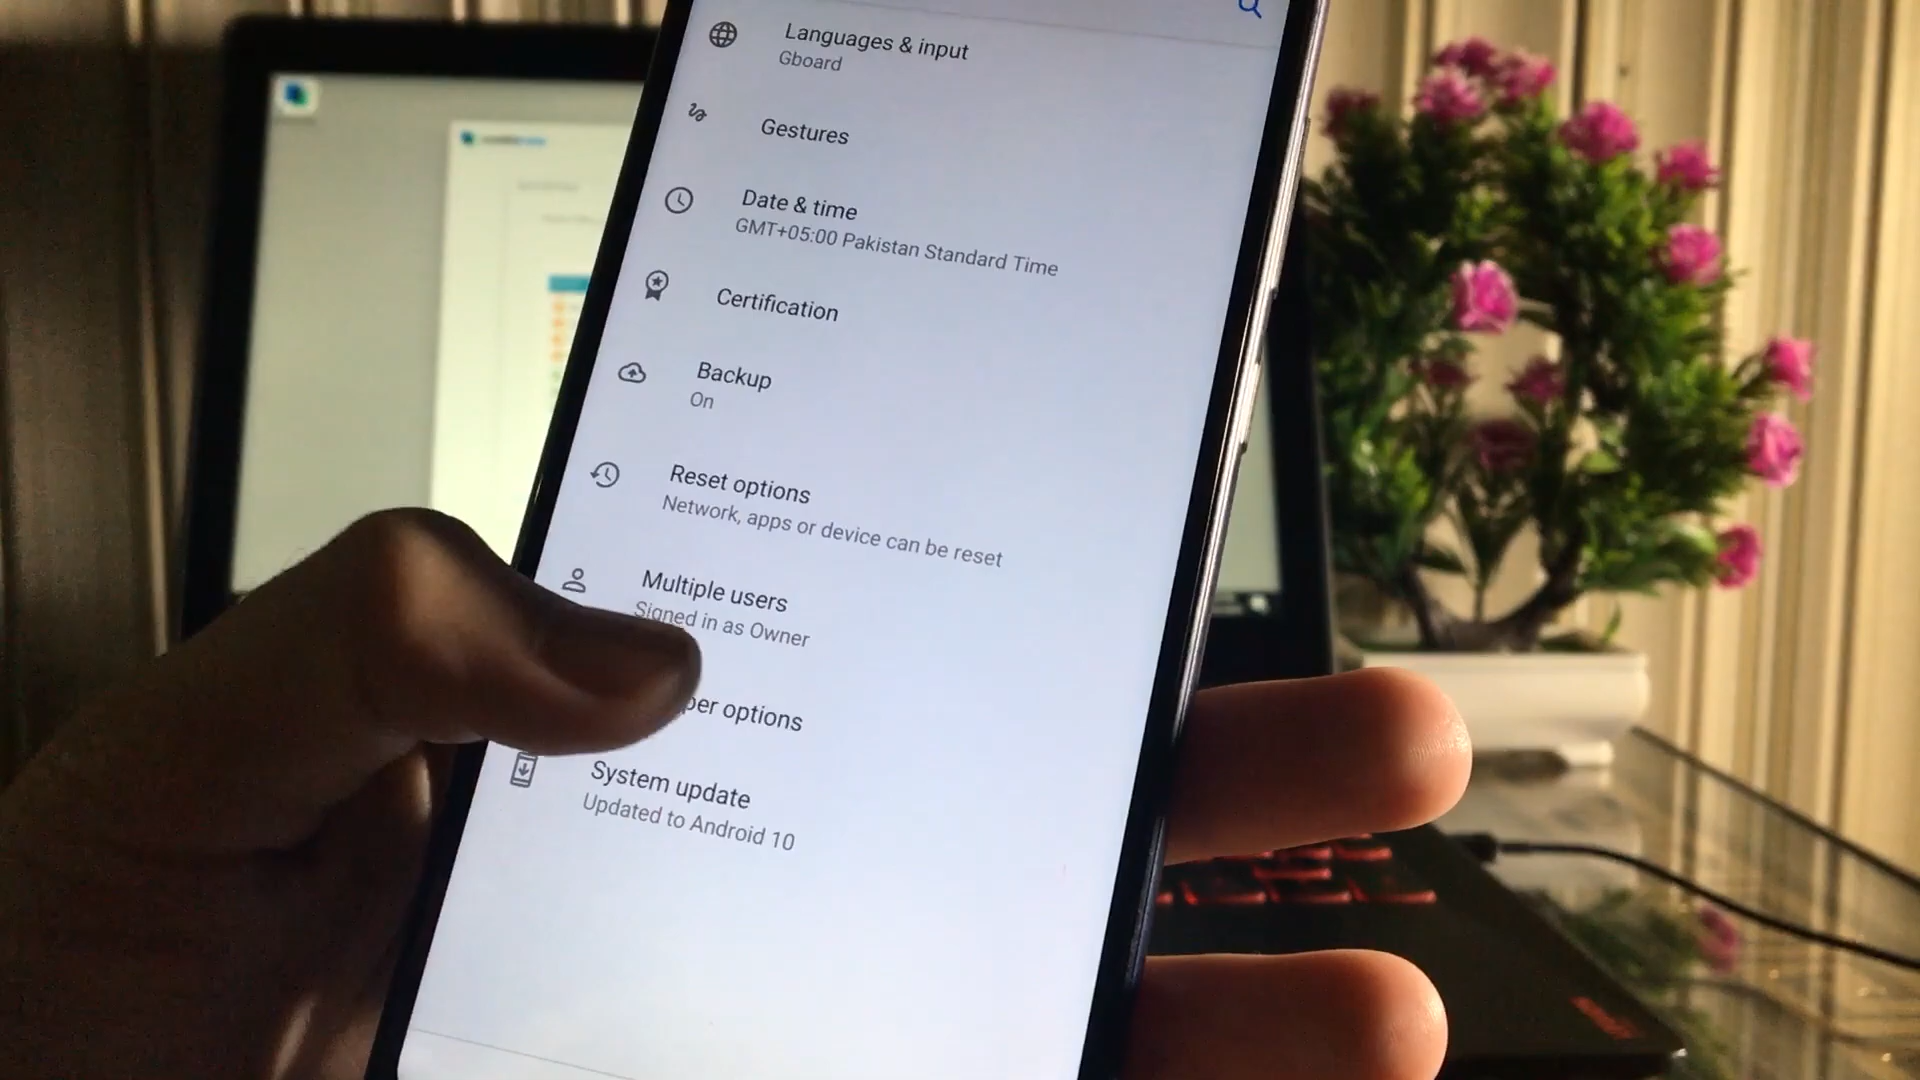 Languages & input
Gboard
Gestures
Date & time
GMT+05:00 Pakistan Standard Time
Certification
Backup
On
Reset options
Network, apps or device can be reset
Multiple users
Signed in as Owner
options
System update
Updated to Android 10